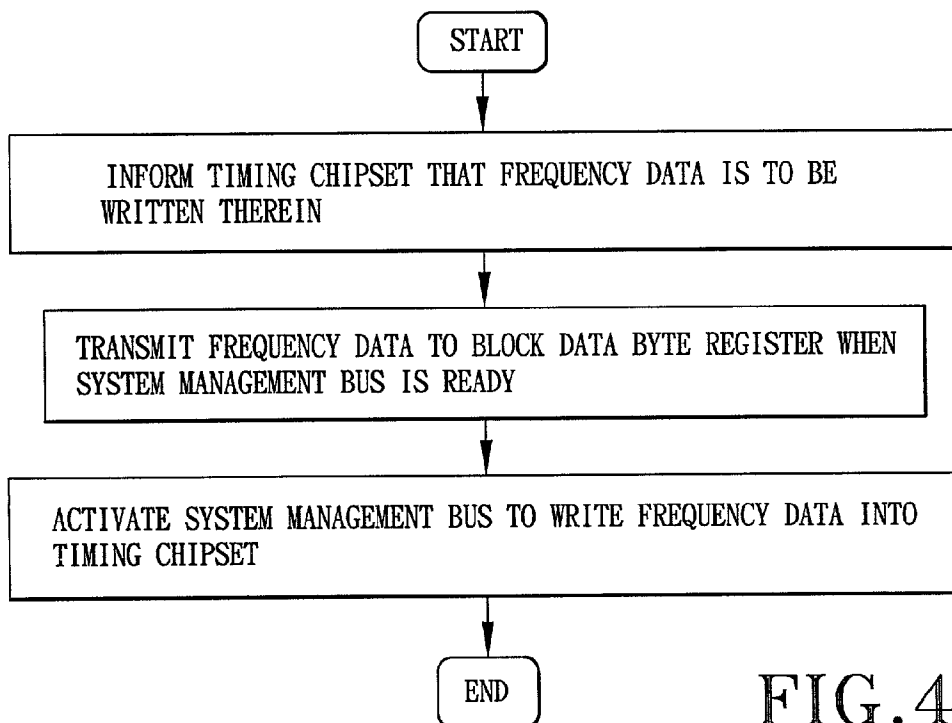 START
INFORM TIMING CHIPSET THAT FREQUENCY DATA IS TO BE
WRITTEN THEREIN
TRANSMIT FREQUENCY DATA TO BLOCK DATA BYTE REGISTER WHEN
SYSTEM MANAGEMENT BUS IS READY
ACTIVATE SYSTEM MANAGEMENT BUS TO WRITE FREQUENCY DATA INTO
TIMING CHIPSET
END
FIG.4